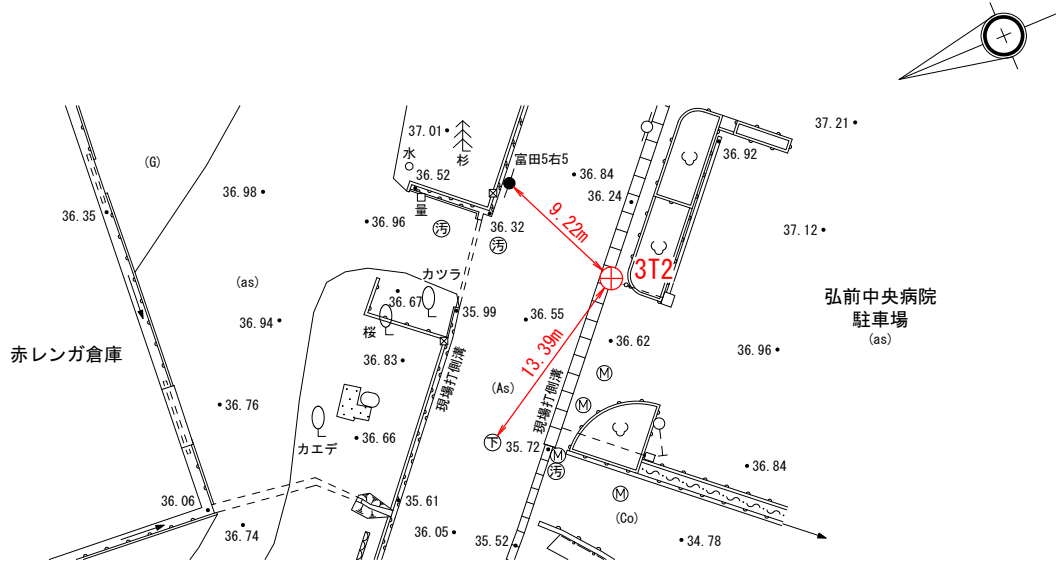 37.21
37.01
杉
水
36.52
富田5右5
36.92
(G)
36.98
36.84
36.24
36.35
量
36.96
汚
36.32
汚
9.22m
37.12
カツラ
3T2
(as)
36.67
35.99
36.55
弘前中央病院
駐車場
(as)
36.94
桜
13.39m
36.62
36.96
赤レンガ倉庫
36.83
現場打側溝
(As)
M
36.76
現場打側溝
M
カエデ
36.66
下
35.72
M
汚
36.84
36.06
35.61
M
(Co)
36.74
36.05
35.52
34.78